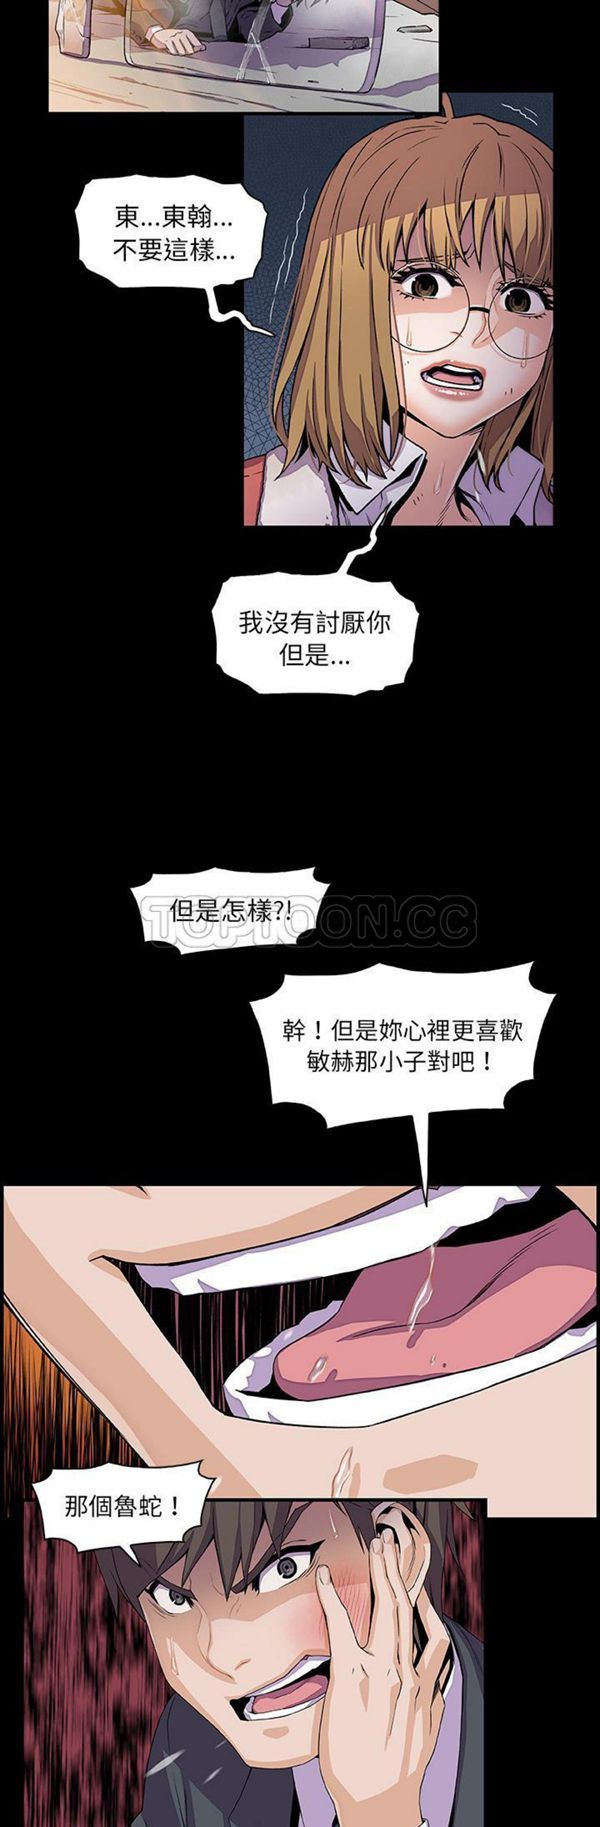 東...東翰...
不要這樣...
我沒有討厭你
但是...
但是怎樣?!
TOPTOON.CC
幹！但是妳心裡更喜歡
敏赫那小子對吧！
那個魯蛇！